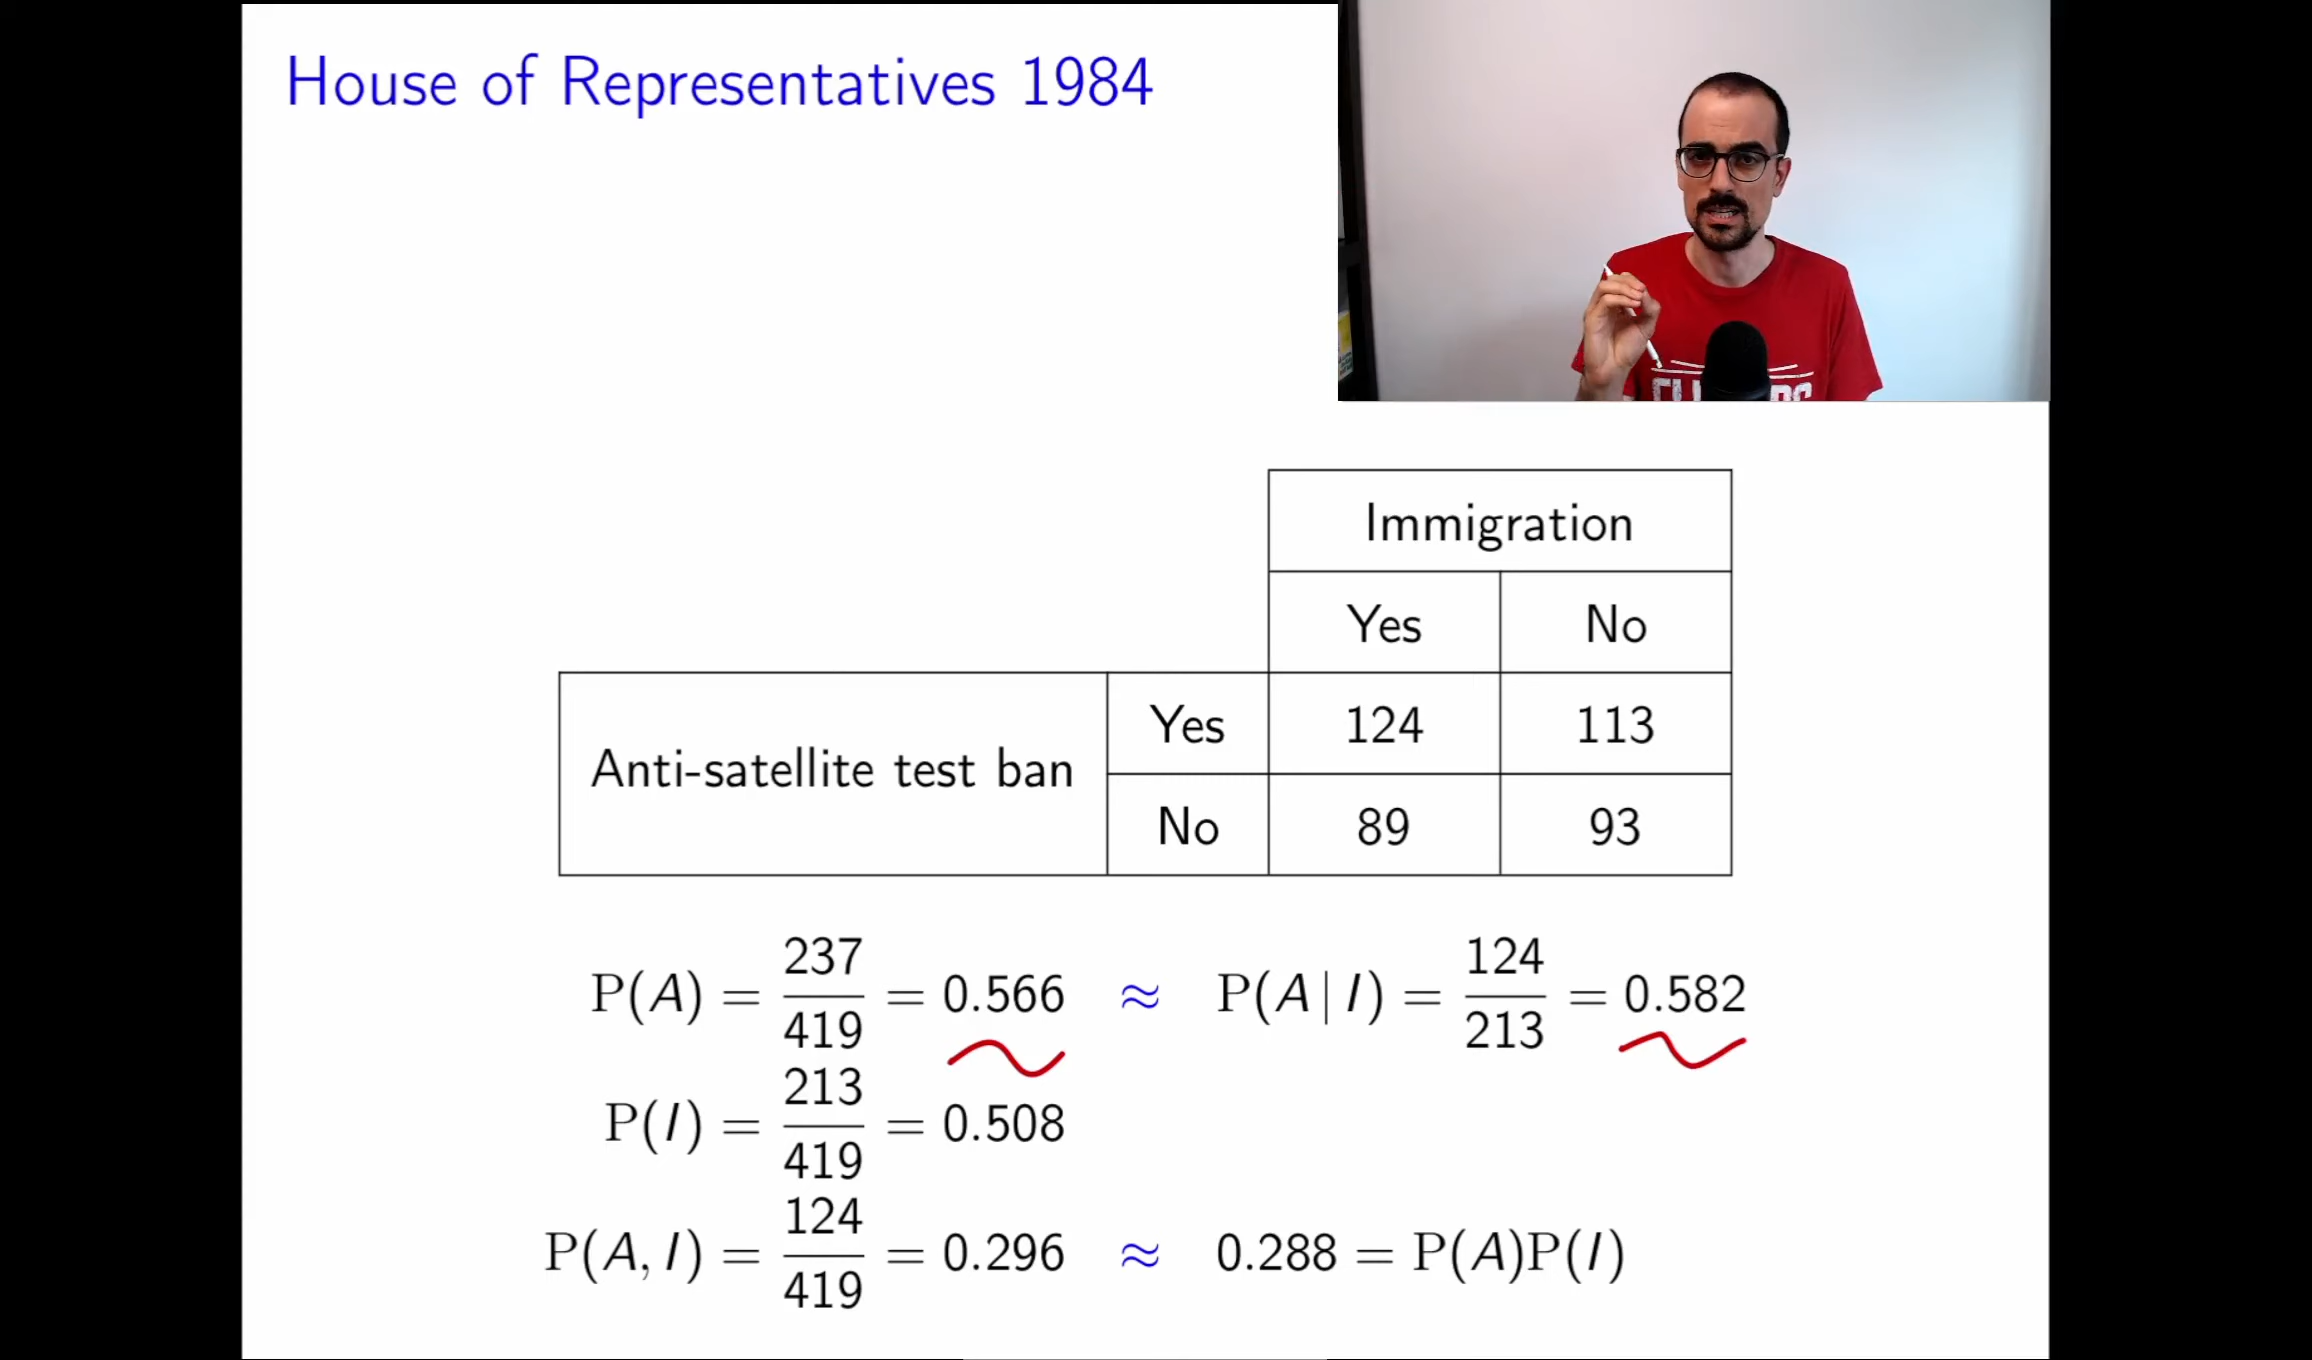 House of Representatives 1984
Immigration
Yes No
Anti-satellite test ban
Yes 124 113
No 89 93
P(A) = 237/419 = 0.566 ≈ P(A | I) = 124/213 = 0.582
P(I) = 213/419 = 0.508
P(A, I) = 124/419 = 0.296 ≈ 0.288 = P(A)P(I)